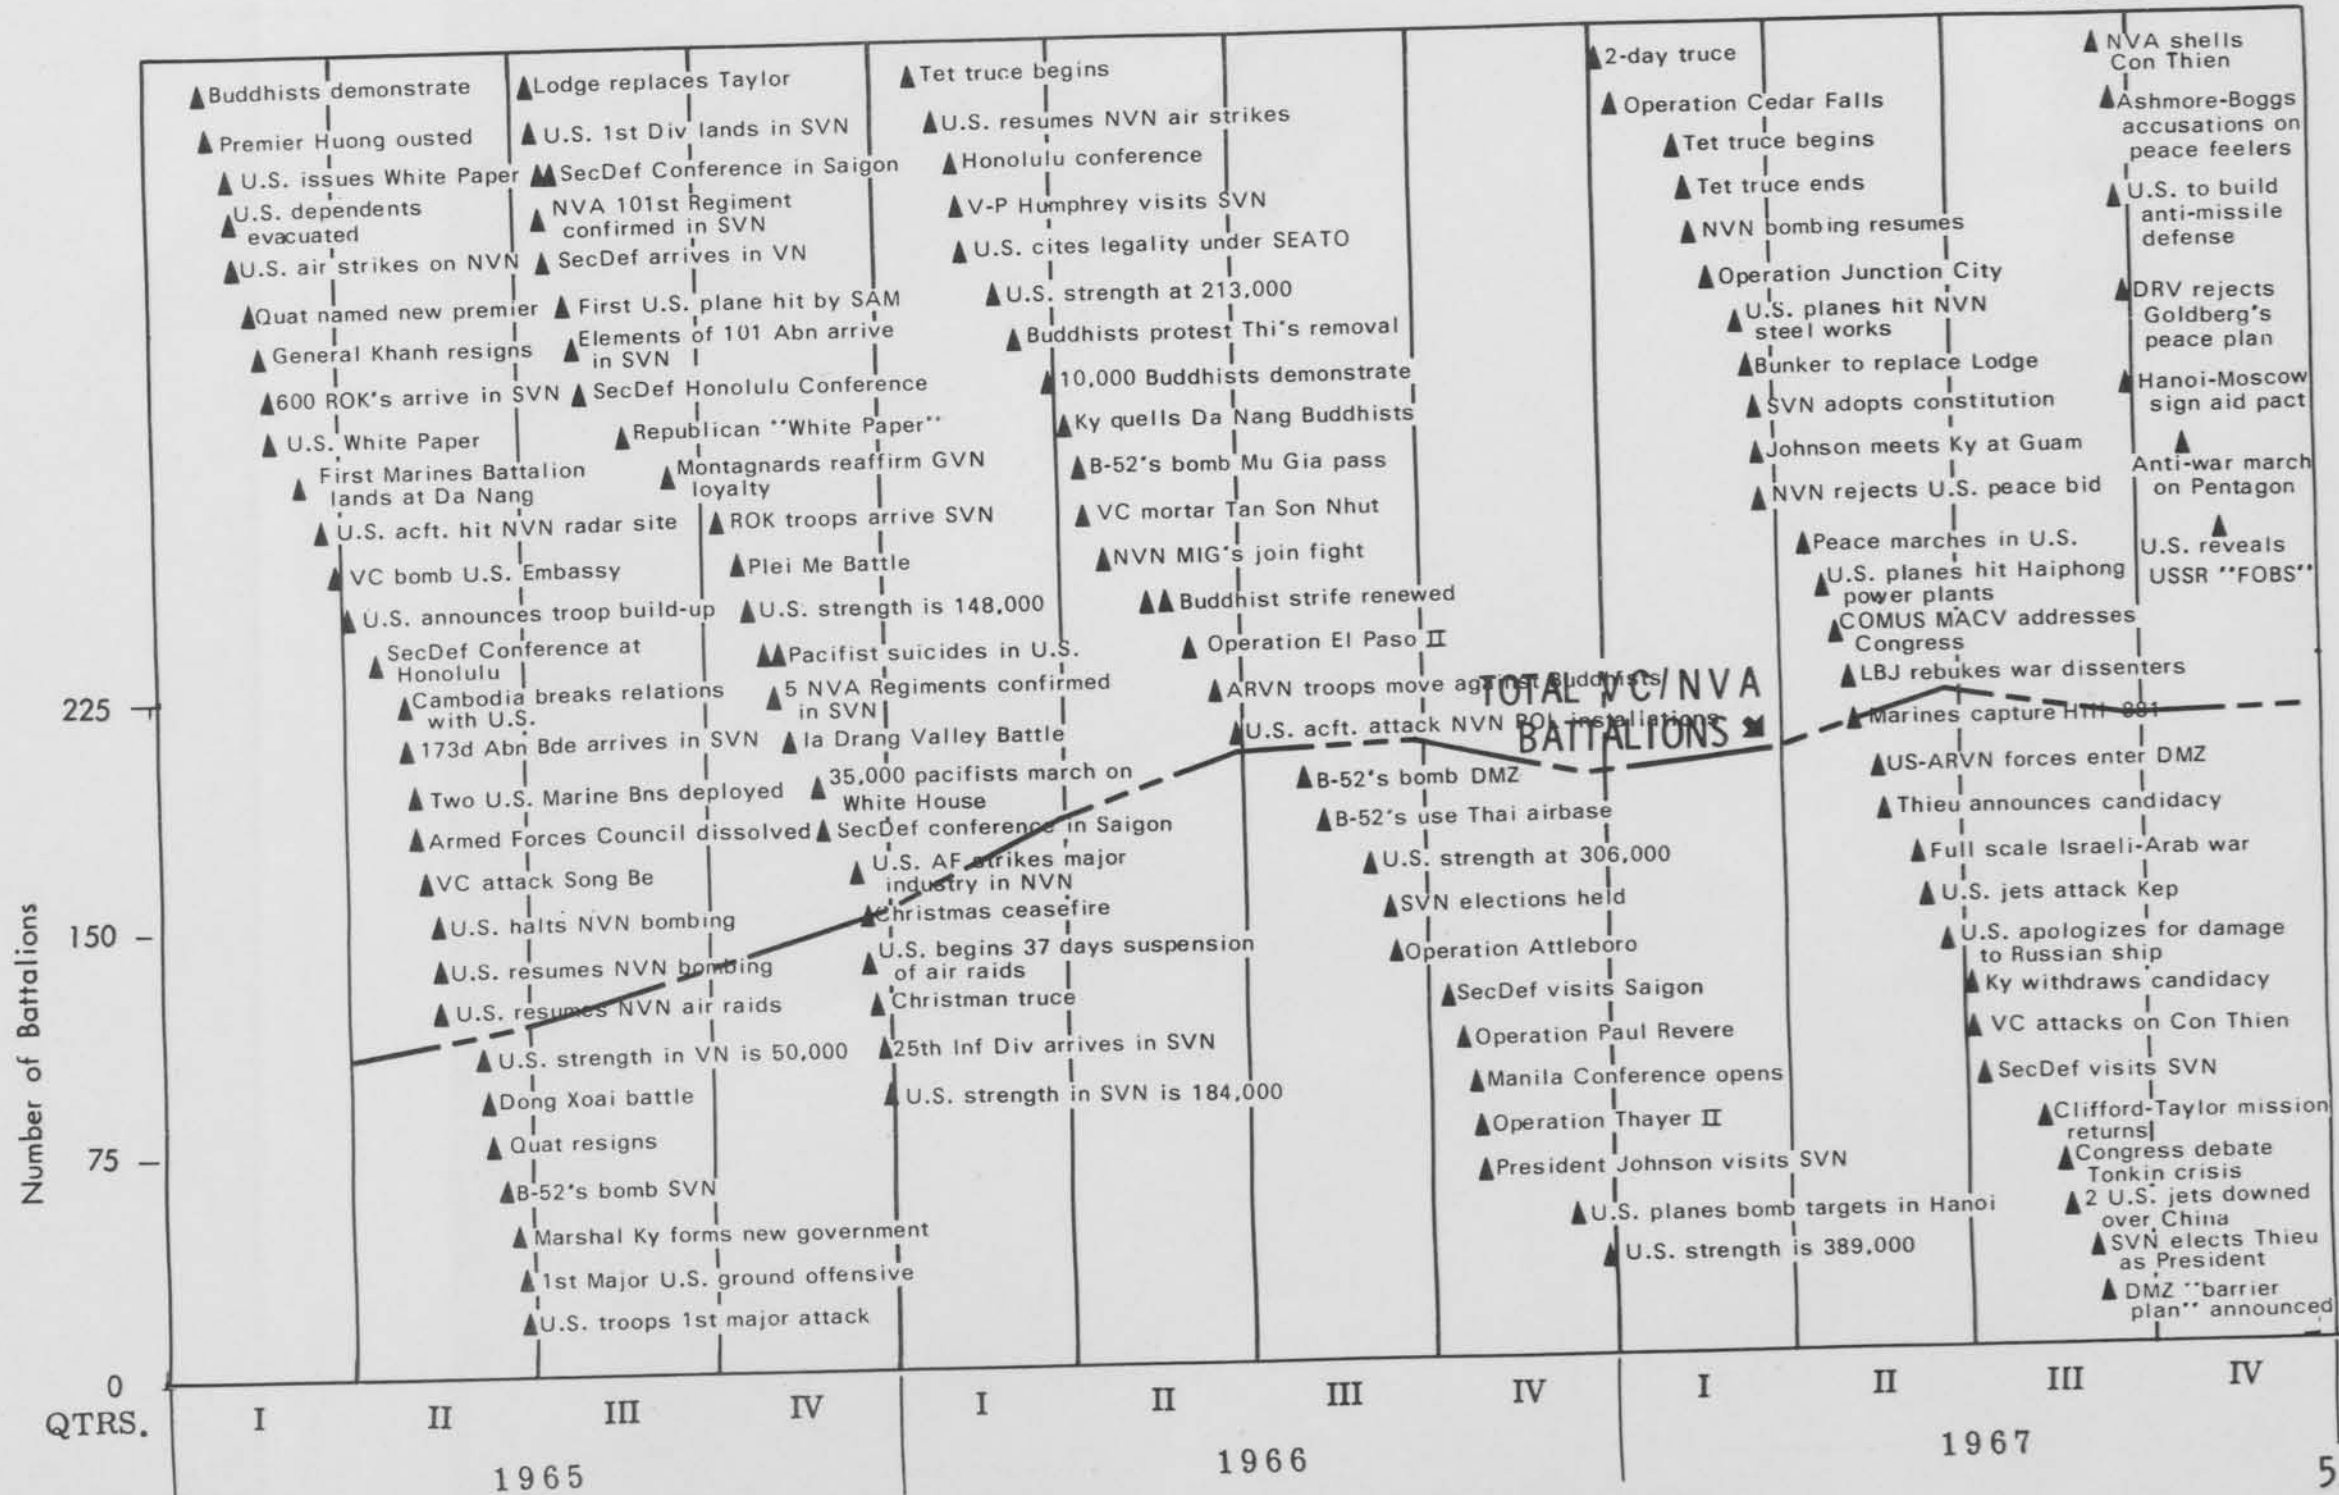 Buddhists demonstrate
Premier Huong ousted
U.S. issues White Paper
U.S. dependents
evacuated
U.S. air strikes on NVN
Quat named new premier
General Khanh resigns
600 ROK's arrive in SVN
U.S. White Paper
First Marines Battalion
lands at Da Nang
U.S. acft. hit NVN radar site
VC bomb U.S. Embassy
U.S. announces troop build-up
SecDef Conference at
Honolulu
Cambodia breaks relations
with U.S.
173d Abn Bde arrives in SVN
Two U.S. Marine Bns deployed
Armed Forces Council dissolved
VC attack Song Be
U.S. halts NVN bombing
U.S. resumes NVN bombing
U.S. resumes NVN air raids
U.S. strength in VN is 50,000
Dong Xoai battle
Quat resigns
B-52's bomb SVN
Marshal Ky forms new government
1st Major U.S. ground offensive
U.S. troops 1st major attack
Lodge replaces Taylor
U.S. 1st Div lands in SVN
SecDef Conference in Saigon
NVA 101st Regiment
confirmed in SVN
SecDef arrives in VN
First U.S. plane hit by SAM
Elements of 101 Abn arrive
in SVN
SecDef Honolulu Conference
Republican "White Paper"
Montagnards reaffirm GVN
loyalty
ROK troops arrive SVN
Plei Me Battle
U.S. strength is 148,000
Pacifist suicides in U.S.
5 NVA Regiments confirmed
in SVN
Ia Drang Valley Battle
35,000 pacifists march on
White House
SecDef conference in Saigon
U.S. AF strikes major
industry in NVN
Christmas ceasefire
U.S. begins 37 days suspension
of air raids
Christman truce
25th Inf Div arrives in SVN
U.S. strength in SVN is 184,000
Tet truce begins
U.S. resumes NVN air strikes
Honolulu conference
V-P Humphrey visits SVN
U.S. cites legality under SEATO
U.S. strength at 213,000
Buddhists protest Thi's removal
10,000 Buddhists demonstrate
Ky quells Da Nang Buddhists
B-52's bomb Mu Gia pass
VC mortar Tan Son Nhut
NVN MIG's join fight
Buddhist strife renewed
Operation El Paso II
ARVN troops move against Buddhists
U.S. acft. attack NVN POL installations
B-52's bomb DMZ
B-52's use Thai airbase
U.S. strength at 306,000
SVN elections held
Operation Attleboro
SecDef visits Saigon
Operation Paul Revere
Manila Conference opens
Operation Thayer II
President Johnson visits SVN
U.S. planes bomb targets in Hanoi
U.S. strength is 389,000
TOTAL VC/NVA
BATTALIONS
2-day truce
Operation Cedar Falls
Tet truce begins
Tet truce ends
NVN bombing resumes
Operation Junction City
U.S. planes hit NVN
steel works
Bunker to replace Lodge
SVN adopts constitution
Johnson meets Ky at Guam
NVN rejects U.S. peace bid
Peace marches in U.S.
U.S. planes hit Haiphong
power plants
COMUS MACV addresses
Congress
LBJ rebukes war dissenters
Marines capture Hill 881
US-ARVN forces enter DMZ
Thieu announces candidacy
Full scale Israeli-Arab war
U.S. jets attack Kep
U.S. apologizes for damage
to Russian ship
Ky withdraws candidacy
VC attacks on Con Thien
SecDef visits SVN
Clifford-Taylor mission
returns
Congress debate
Tonkin crisis
2 U.S. jets downed
over China
SVN elects Thieu
as President
DMZ "barrier
plan" announced
NVA shells
Con Thien
Ashmore-Boggs
accusations on
peace feelers
U.S. to build
anti-missile
defense
DRV rejects
Goldberg's
peace plan
Hanoi-Moscow
sign aid pact
Anti-war march
on Pentagon
U.S. reveals
USSR "FOBS"
Number of Battalions
225
150
75
0
QTRS. I II III IV I II III IV I II III IV
1965 1966 1967
5